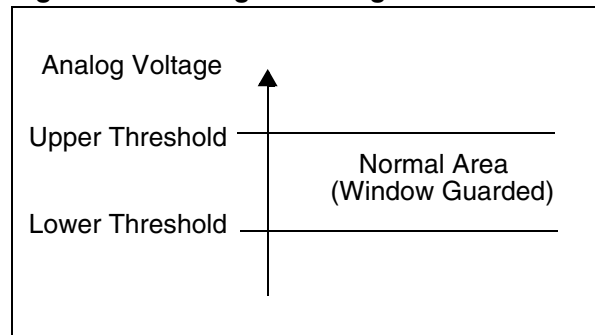 Analog Voltage
Upper Threshold
Normal Area
(Window Guarded)
Lower Threshold